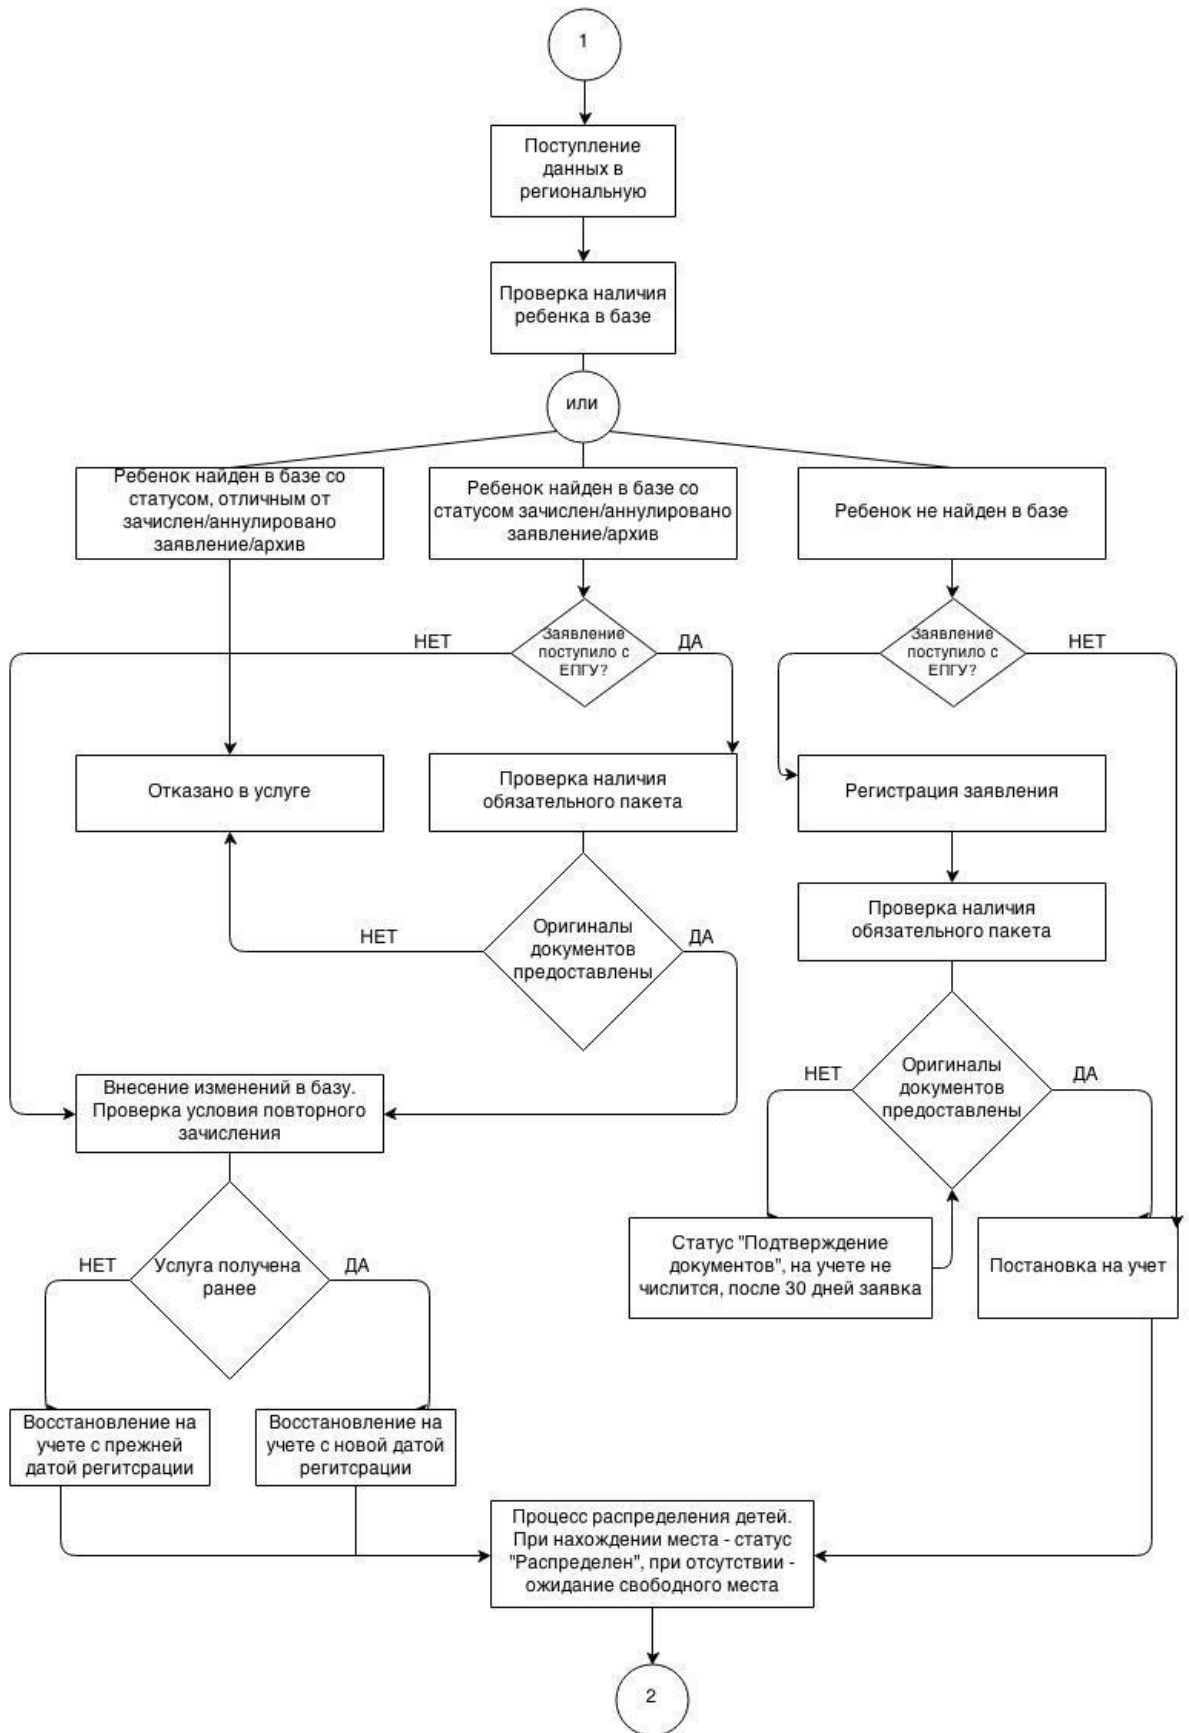 1
Поступление
данных в
региональную
Проверка наличия
ребенка в базе
или
Ребенок найден в базе со
статусом, отличным от
зачислен/аннулировано
заявление/архив
Ребенок найден в базе со
статусом зачислен/аннулировано
заявление/архив
Ребенок не найден в базе
НЕТ
Заявление
поступило с
ЕПГУ?
ДА
Заявление
поступило с
ЕПГУ?
НЕТ
Отказано в услуге
Проверка наличия
обязательного пакета
Регистрация заявления
Проверка наличия
обязательного пакета
НЕТ
Оригиналы
документов
предоставлены
ДА
НЕТ
Оригиналы
документов
предоставлены
ДА
Внесение изменений в базу.
Проверка условия повторного
зачисления
Статус "Подтверждение
документов", на учете не
числится, после 30 дней заявка
Постановка на учет
НЕТ
Услуга получена
ранее
ДА
Восстановление на
учете с прежней
датой регитсрации
Восстановление на
учете с новой датой
регитсрации
Процесс распределения детей.
При нахождении места - статус
"Распределен", при отсутствии -
ожидание свободного места
2